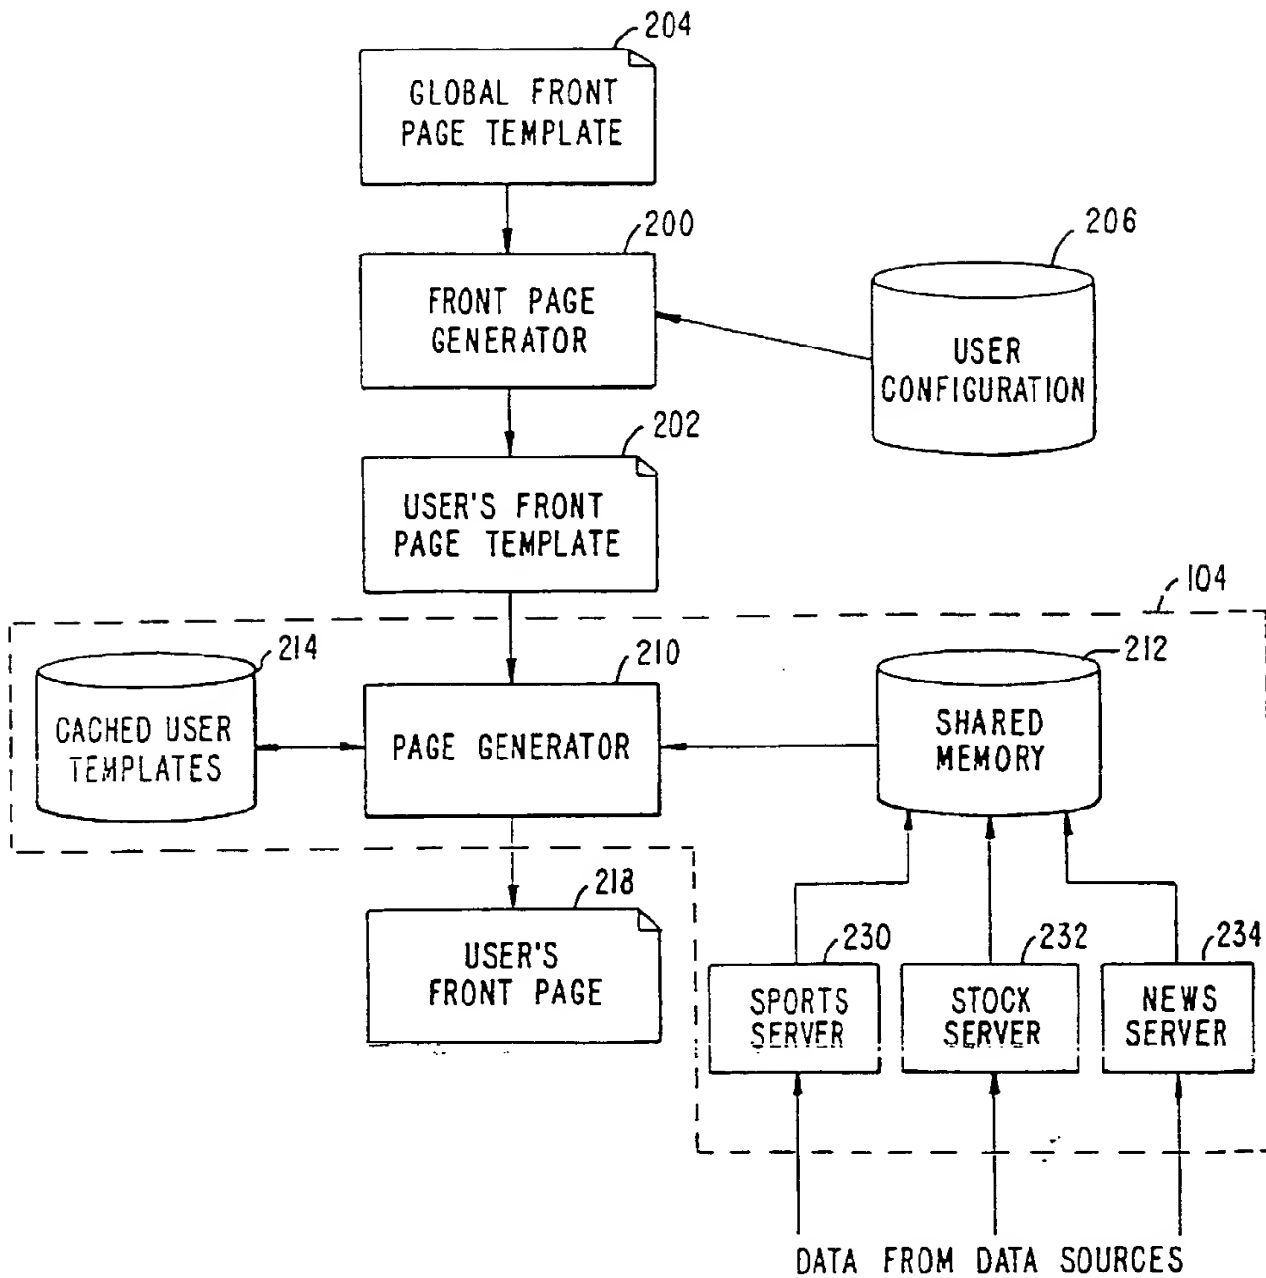 204
GLOBAL FRONT
PAGE TEMPLATE
200
206
FRONT PAGE
GENERATOR
USER
CONFIGURATION
202
USER'S FRONT
PAGE TEMPLATE
104
214
210
212
CACHED USER
TEMPLATES
PAGE GENERATOR
SHARED
MEMORY
218
USER'S
FRONT PAGE
230
232
234
SPORTS
SERVER
STOCK
SERVER
NEWS
SERVER
DATA FROM DATA SOURCES